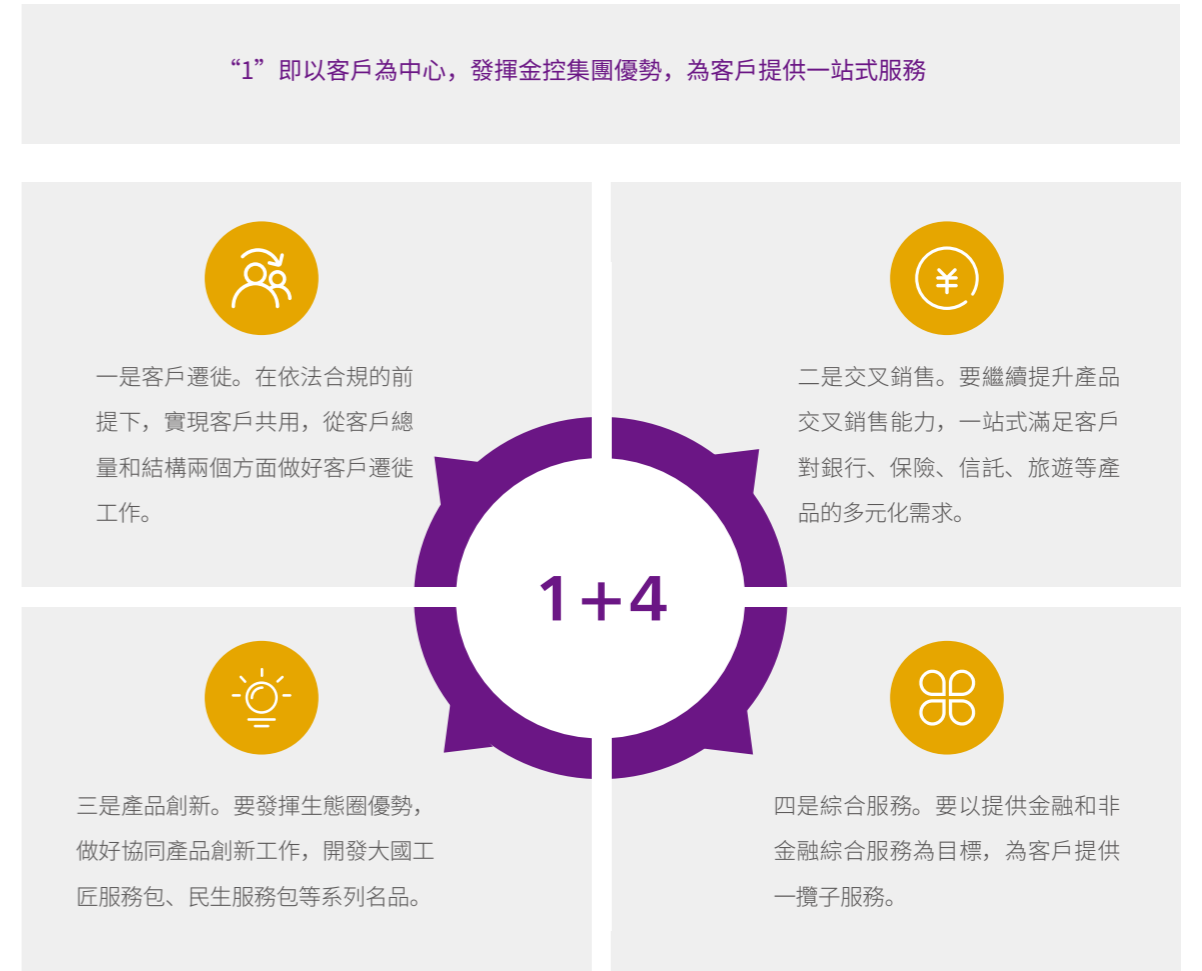 “1”即以客戶為中心，發揮金控集團優勢，為客戶提供一站式服務
一是客戶遷徙。在依法合規的前
提下，實現客戶共用，從客戶總
量和結構兩個方面做好客戶遷徙
工作。
二是交叉銷售。要繼續提升產品
交叉銷售能力，一站式滿足客戶
對銀行、保險、信託、旅遊等產
品的多元化需求。
1+4
三是產品創新。要發揮生態圈優勢，
做好協同產品創新工作，開發大國工
匠服務包、民生服務包等系列名品。
四是綜合服務。要以提供金融和非
金融綜合服務為目標，為客戶提供
一攬子服務。